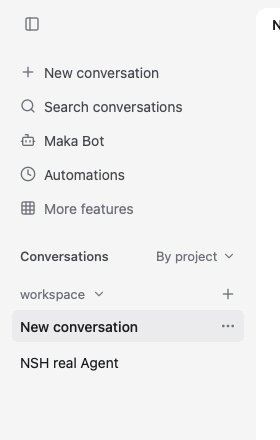 N
New conversation
Search conversations
Maka Bot
Automations
More features
Conversations By project
workspace
New conversation
NSH real Agent